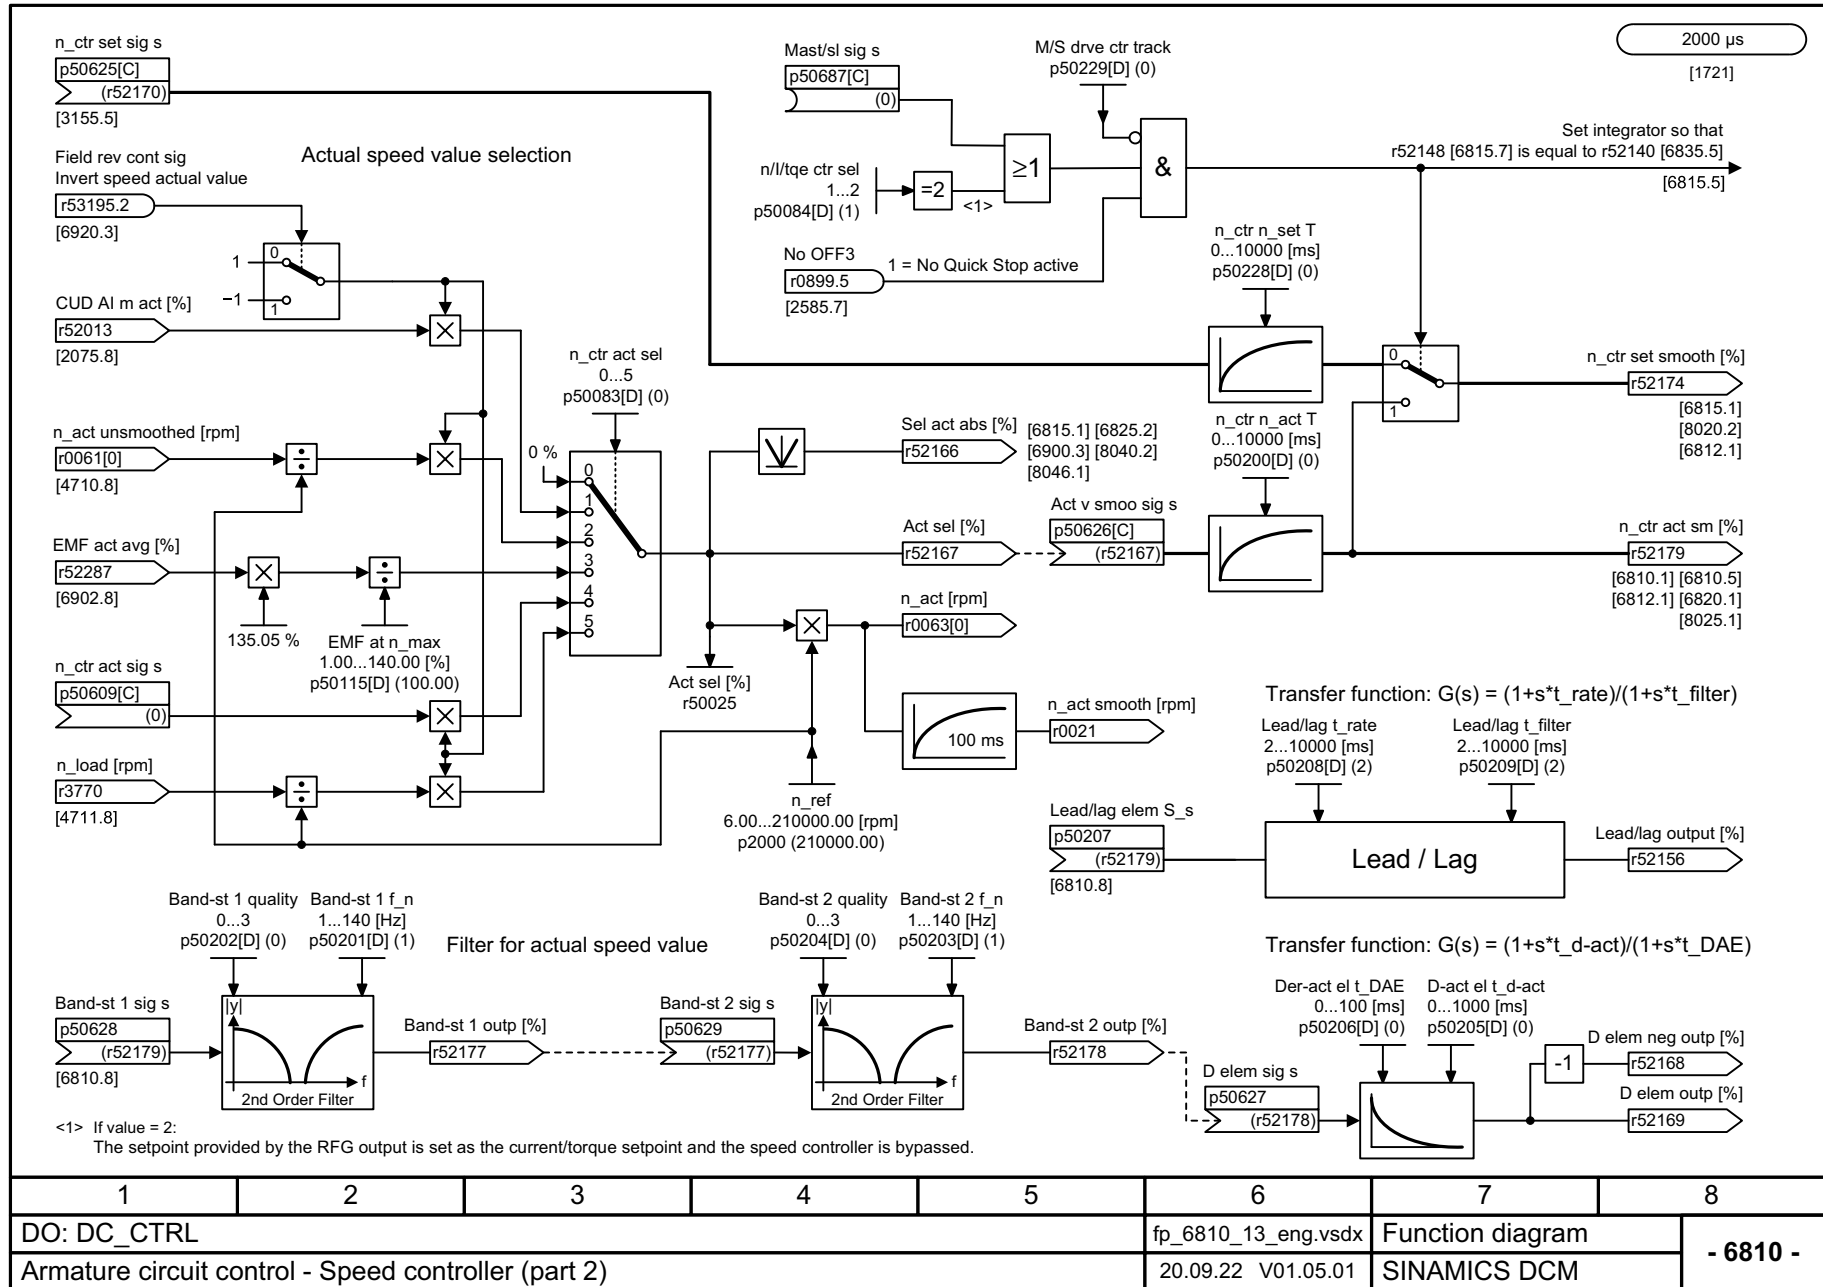 n_ctr set sig s
p50625[C]
(r52170)
[3155.5]
Field rev cont sig
Invert speed actual value
r53195.2
[6920.3]
Actual speed value selection
0
1
−1
1
CUD AI m act [%]
r52013
[2075.8]
n_act unsmoothed [rpm]
r0061[0]
[4710.8]
EMF act avg [%]
r52287
[6902.8]
135.05 %
EMF at n_max
1.00...140.00 [%]
p50115[D] (100.00)
n_ctr act sig s
p50609[C]
(0)
n_load [rpm]
r3770
[4711.8]
n_ctr act sel
0...5
p50083[D] (0)
0 %
0
1
2
3
4
5
Mast/sl sig s
p50687[C]
(0)
n/I/tqe ctr sel
1...2
p50084[D] (1)
=2
<1>
≥1
M/S drve ctr track
p50229[D] (0)
&
No OFF3
r0899.5
1 = No Quick Stop active
[2585.7]
2000 µs
[1721]
Set integrator so that
r52148 [6815.7] is equal to r52140 [6835.5]
[6815.5]
n_ctr n_set T
0...10000 [ms]
p50228[D] (0)
0
1
n_ctr set smooth [%]
r52174
[6815.1]
[8020.2]
[6812.1]
Sel act abs [%]
r52166
[6815.1] [6825.2]
[6900.3] [8040.2]
[8046.1]
n_ctr n_act T
0...10000 [ms]
p50200[D] (0)
Act sel [%]
r52167
Act v smoo sig s
p50626[C]
(r52167)
n_ctr act sm [%]
r52179
[6810.1] [6810.5]
[6812.1] [6820.1]
[8025.1]
n_act [rpm]
r0063[0]
Act sel [%]
r50025
100 ms
n_act smooth [rpm]
r0021
n_ref
6.00...210000.00 [rpm]
p2000 (210000.00)
Transfer function: G(s) = (1+s*t_rate)/(1+s*t_filter)
Lead/lag t_rate
2...10000 [ms]
p50208[D] (2)
Lead/lag t_filter
2...10000 [ms]
p50209[D] (2)
Lead/lag elem S_s
p50207
(r52179)
[6810.8]
Lead / Lag
Lead/lag output [%]
r52156
Band-st 1 quality
0...3
p50202[D] (0)
Band-st 1 f_n
1...140 [Hz]
p50201[D] (1)
Filter for actual speed value
Band-st 2 quality
0...3
p50204[D] (0)
Band-st 2 f_n
1...140 [Hz]
p50203[D] (1)
Band-st 1 sig s
p50628
(r52179)
[6810.8]
|y|
f
2nd Order Filter
Band-st 1 outp [%]
r52177
Band-st 2 sig s
p50629
(r52177)
|y|
f
2nd Order Filter
Band-st 2 outp [%]
r52178
Transfer function: G(s) = (1+s*t_d-act)/(1+s*t_DAE)
Der-act el t_DAE
0...100 [ms]
p50206[D] (0)
D-act el t_d-act
0...1000 [ms]
p50205[D] (0)
D elem sig s
p50627
(r52178)
-1
D elem neg outp [%]
r52168
D elem outp [%]
r52169
<1> If value = 2:
The setpoint provided by the RFG output is set as the current/torque setpoint and the speed controller is bypassed.
1 2 3 4 5 6 7 8
DO: DC_CTRL
fp_6810_13_eng.vsdx
Function diagram
- 6810 -
Armature circuit control - Speed controller (part 2)
20.09.22 V01.05.01
SINAMICS DCM